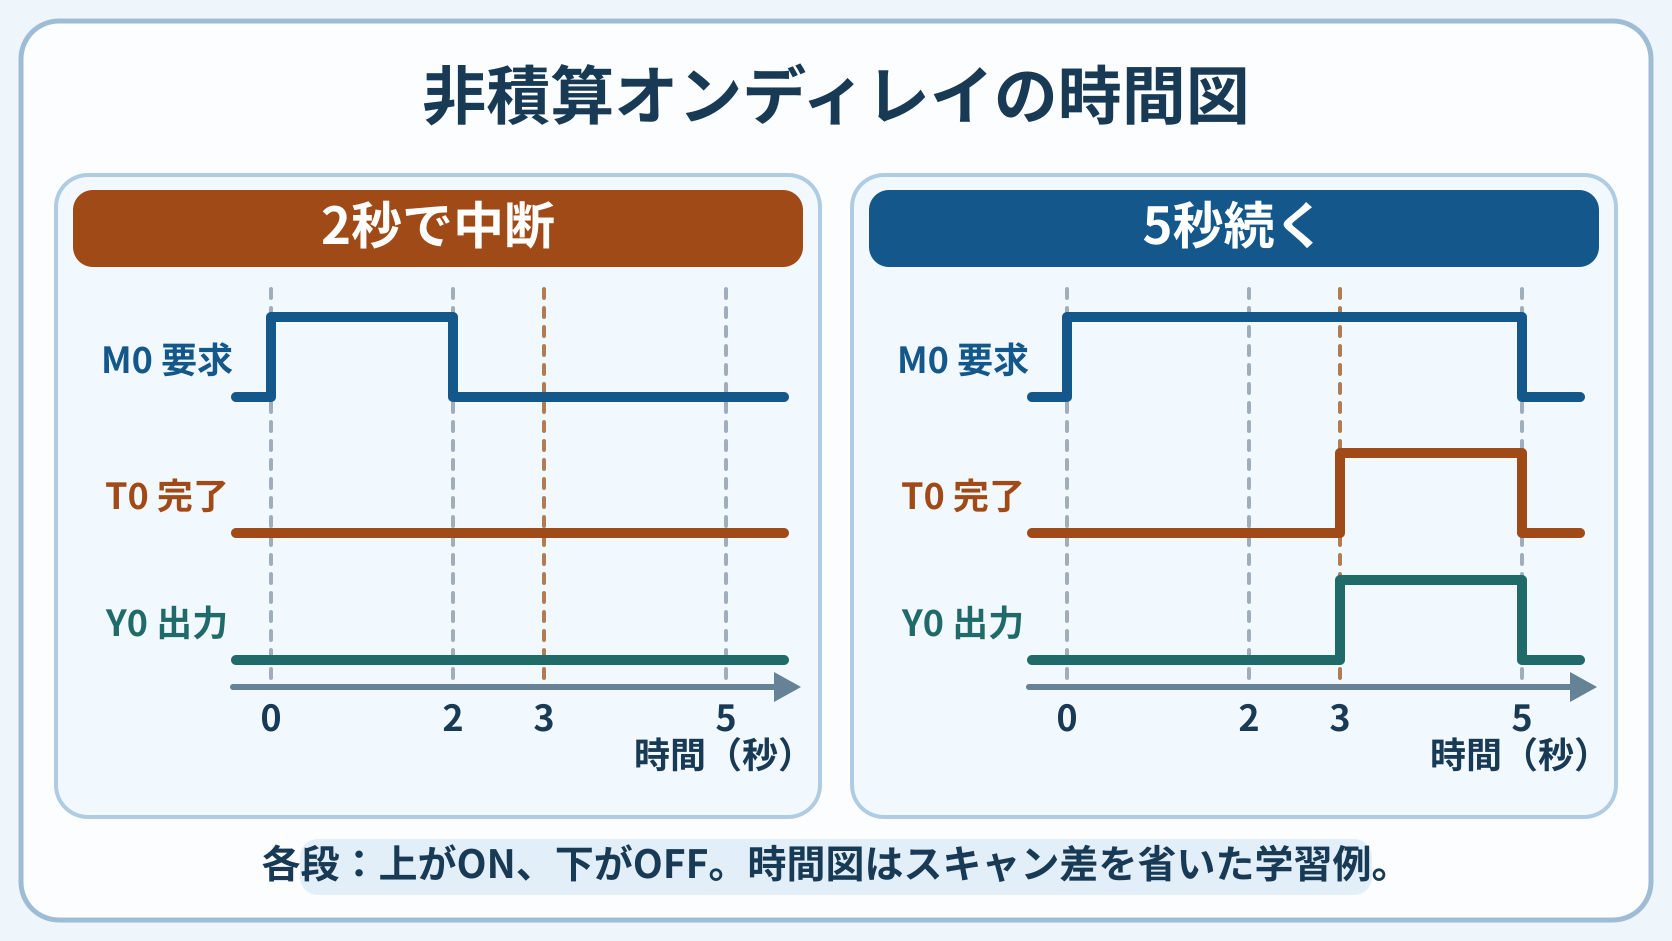 非積算オンディレイの時間図
2秒で中断
M0 要求
T0 完了
Y0 出力
0 2 3 5
時間（秒）
5秒続く
M0 要求
T0 完了
Y0 出力
0 2 3 5
時間（秒）
各段：上がON、下がOFF。時間図はスキャン差を省いた学習例。